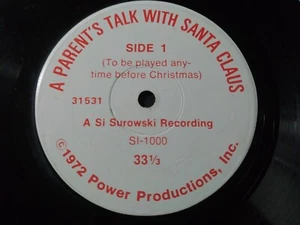 A PARENT'S TALK WITH SANTA CLAUS
SIDE 1
(To be played any-
time before Christmas)
31531
A Si Surowski Recording
SI-1000
33⅓
©1972 Power Productions, Inc.